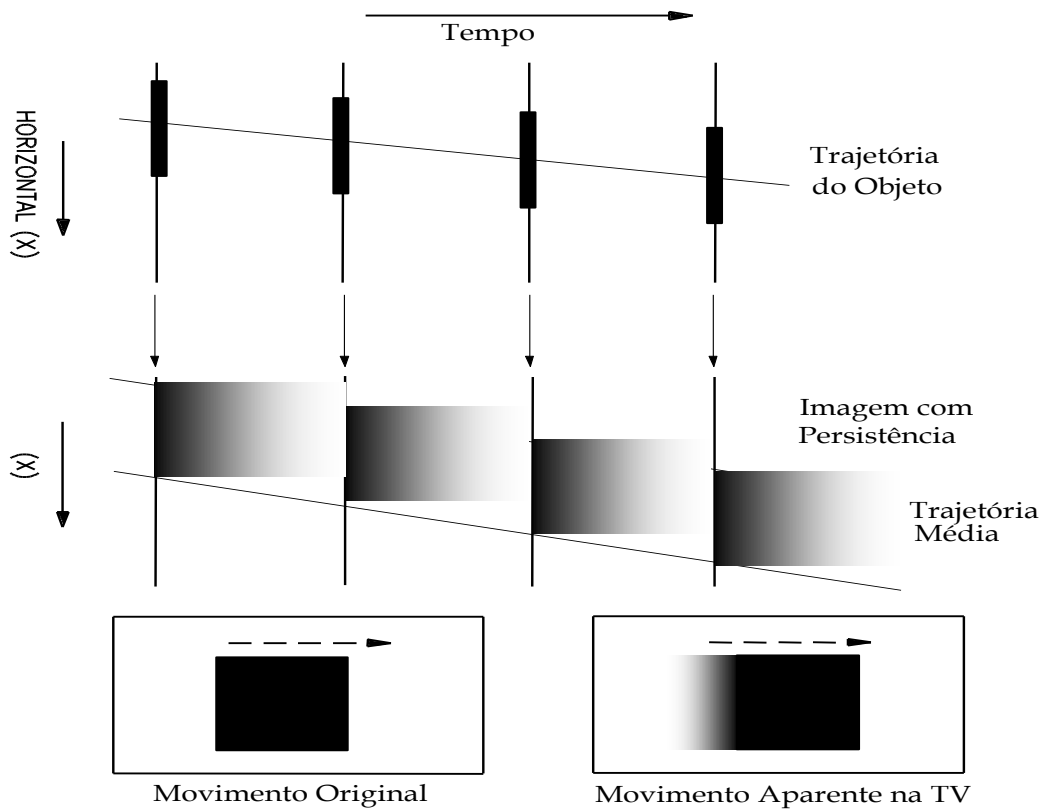 Tempo
HORIZONTAL (X)
Trajetória
do Objeto
Imagem com
Persistência
(X)
Trajetória
Média
Movimento Original
Movimento Aparente na TV